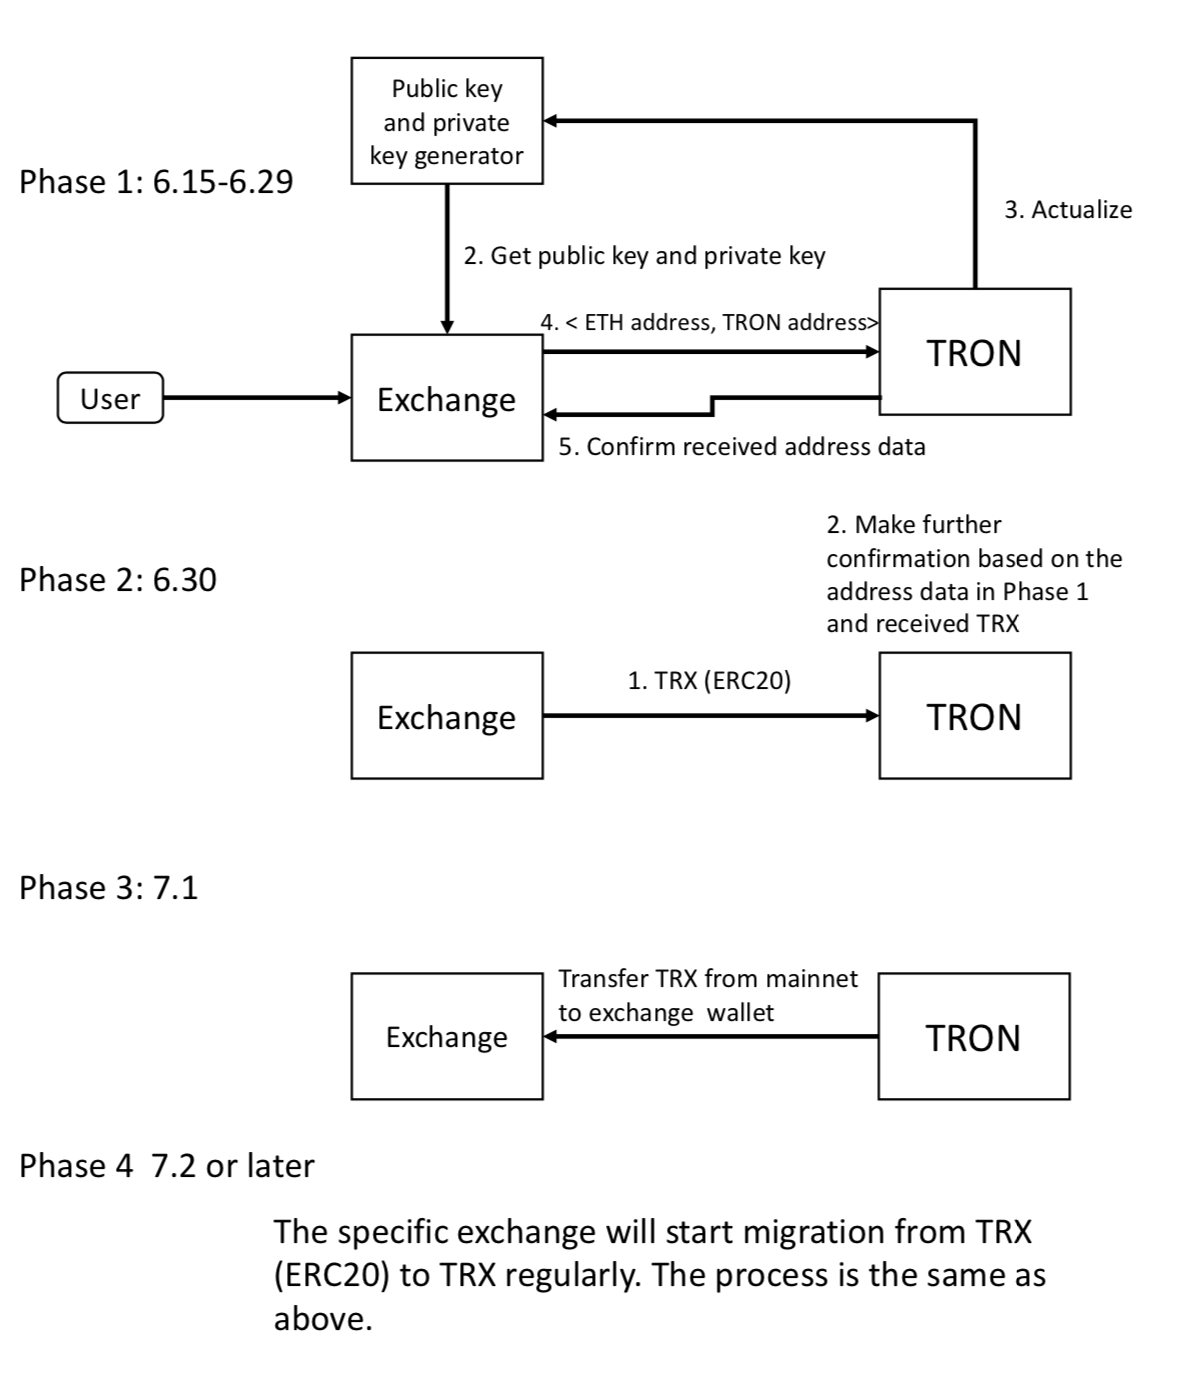 Public key
and private
key generator
Phase 1: 6.15-6.29
3. Actualize
2. Get public key and private key
4. < ETH address, TRON address>
TRON
User
Exchange
5. Confirm received address data
2. Make further
confirmation based on the
address data in Phase 1
and received TRX
Phase 2: 6.30
1. TRX (ERC20)
Exchange
TRON
Phase 3: 7.1
Transfer TRX from mainnet
to exchange  wallet
Exchange
TRON
Phase 4  7.2 or later
The specific exchange will start migration from TRX
(ERC20) to TRX regularly. The process is the same as
above.